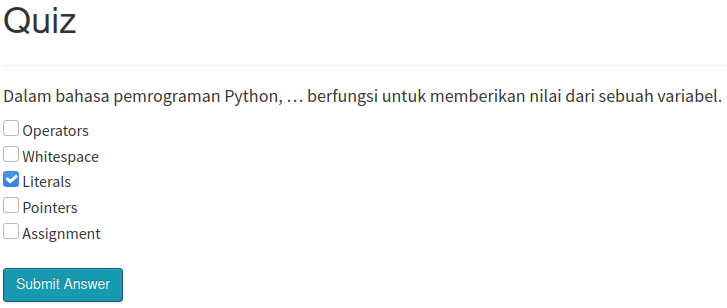 Quiz
Dalam bahasa pemrograman Python, ... berfungsi untuk memberikan nilai dari sebuah variabel.
Operators
Whitespace
Literals
Pointers
Assignment
Submit Answer